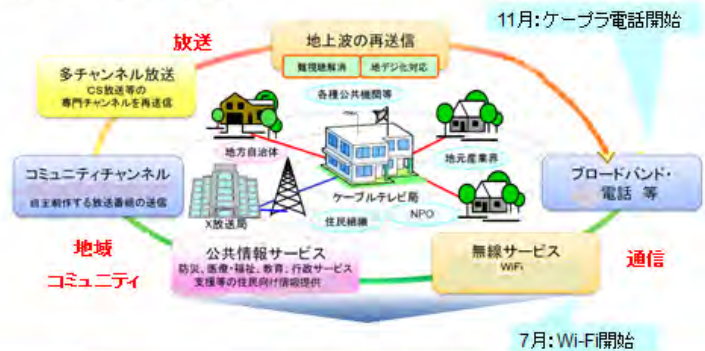 11月:ケーブラ電話開始
放送
地上波の再送信
難視聴解消
地デジ化対応
多チャンネル放送
CS放送等の
専門チャンネルを再送信
各種公共機関等
地方自治体
地元産業界
コミュニティチャンネル
自主制作する放送番組の送信
ブロードバンド・
電話 等
ケーブルテレビ局
X放送局
住民組織
NPO
地域
コミュニティ
公共情報サービス
防災、医療・福祉、教育、行政サービス
支援等の住民向け情報提供
無線サービス
WiFi
通信
7月:Wi-Fi開始